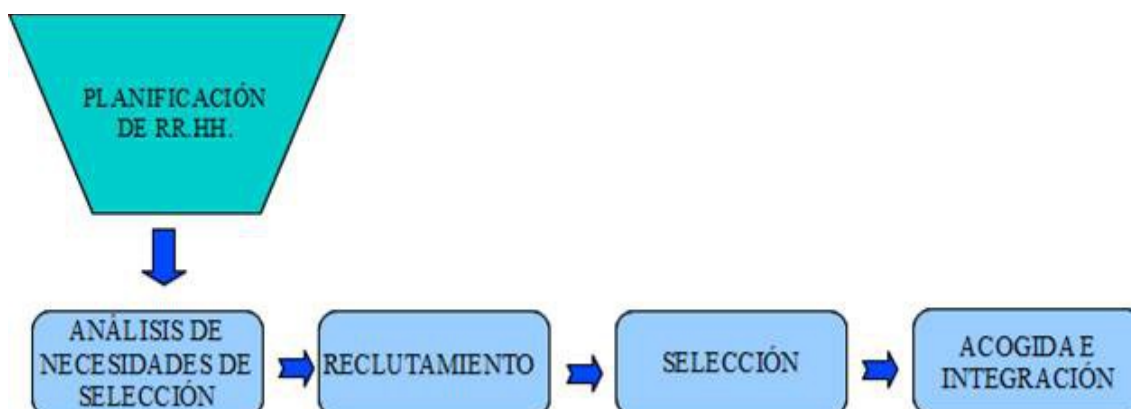 PLANIFICACIÓN
DE RR.HH.
ANÁLISIS DE
NECESIDADES DE
SELECCIÓN
RECLUTAMIENTO
SELECCIÓN
ACOGIDA E
INTEGRACIÓN